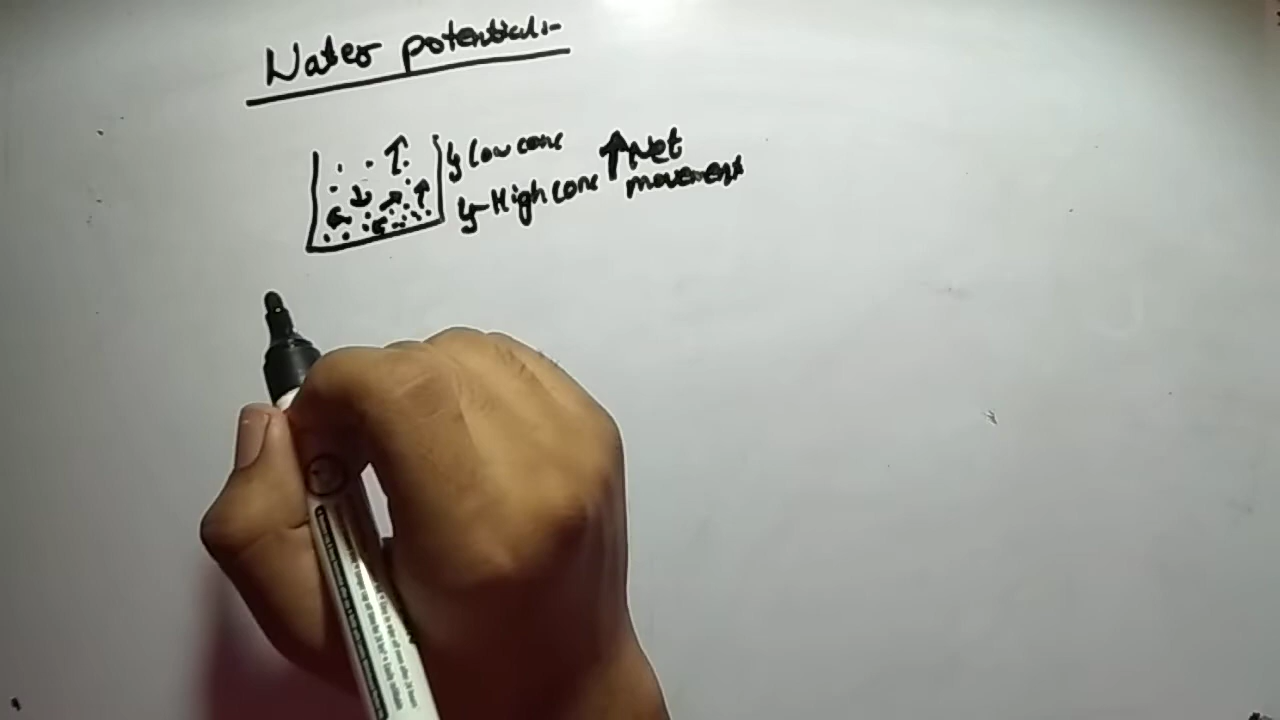 Water potential:-
↳ Low conc ↑ Net
movement
↳ High conc